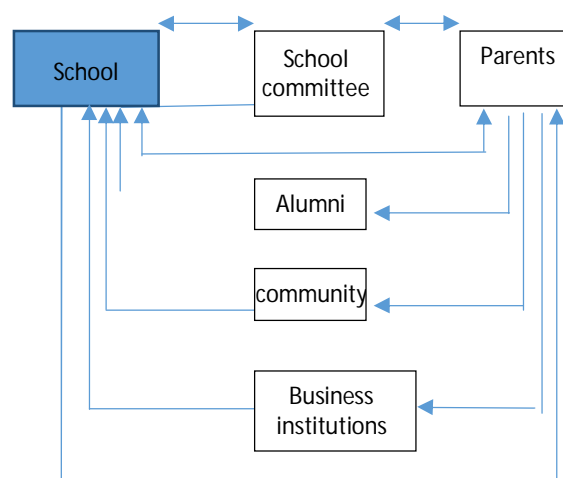 School
School
committee
Parents
Alumni
community
Business
institutions